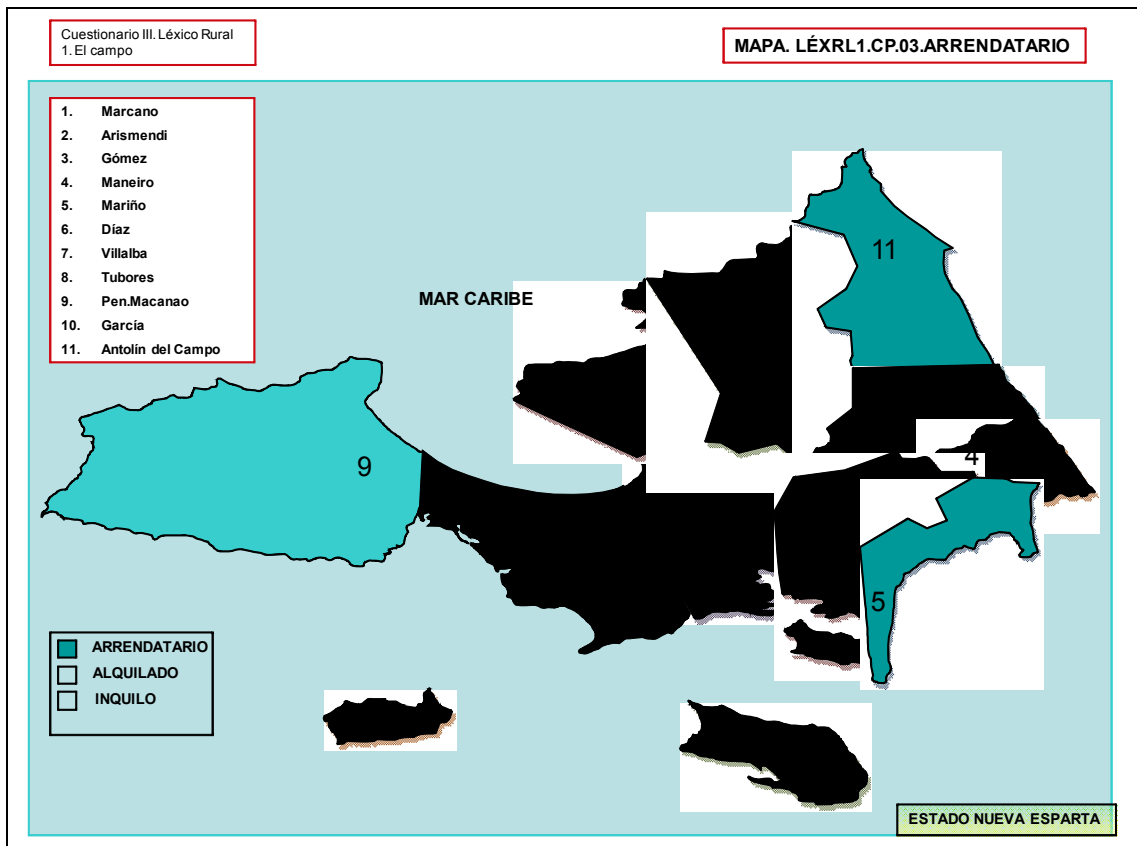 Cuestionario III. Léxico Rural
1. El campo
MAPA. LÉXRL1.CP.03.ARRENDATARIO
1. Marcano
2. Arismendi
3. Gómez
4. Maneiro
5. Mariño
6. Díaz
7. Villalba
8. Tubores
9. Pen.Macanao
10. García
11. Antolín del Campo
MAR CARIBE
11
9
4
5
ARRENDATARIO
ALQUILADO
INQUILO
ESTADO NUEVA ESPARTA